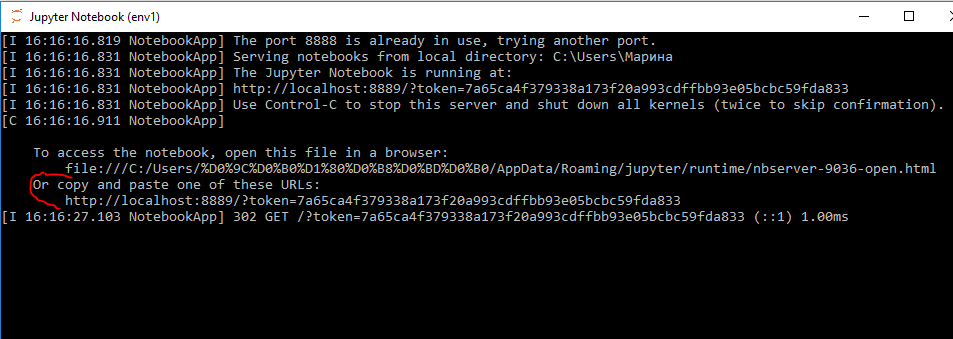 Jupyter Notebook (env1)
[I 16:16:16.819 NotebookApp] The port 8888 is already in use, trying another port.
[I 16:16:16.831 NotebookApp] Serving notebooks from local directory: C:\Users\Марина
[I 16:16:16.831 NotebookApp] The Jupyter Notebook is running at:
[I 16:16:16.831 NotebookApp] http://localhost:8889/?token=7a65ca4f379338a173f20a993cdffbb93e05bcbc59fda833
[I 16:16:16.831 NotebookApp] Use Control-C to stop this server and shut down all kernels (twice to skip confirmation).
[C 16:16:16.911 NotebookApp]
To access the notebook, open this file in a browser:
file:///C:/Users/%D0%9C%D0%B0%D1%80%D0%B8%D0%BD%D0%B0/AppData/Roaming/jupyter/runtime/nbserver-9036-open.html
Or copy and paste one of these URLs:
http://localhost:8889/?token=7a65ca4f379338a173f20a993cdffbb93e05bcbc59fda833
[I 16:16:27.103 NotebookApp] 302 GET /?token=7a65ca4f379338a173f20a993cdffbb93e05bcbc59fda833 (::1) 1.00ms